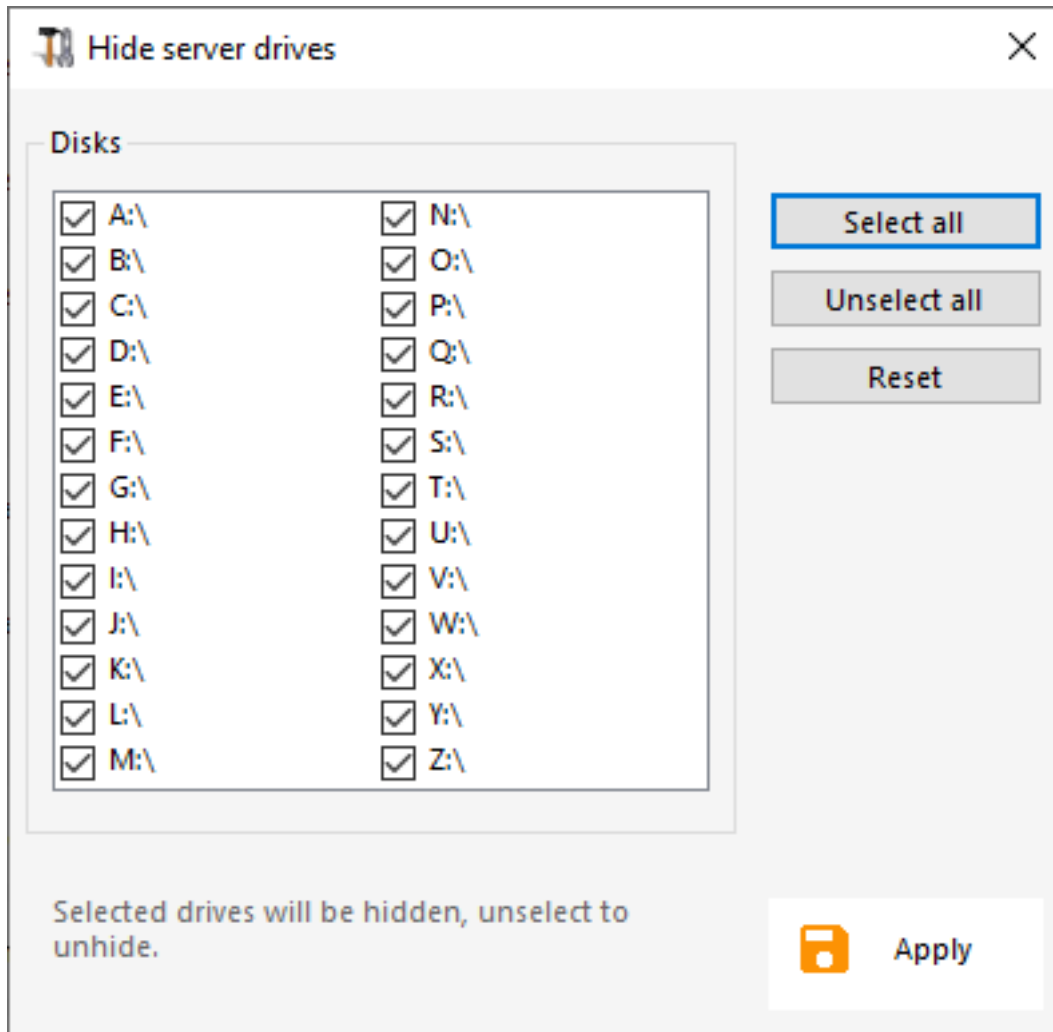 Hide server drives
Disks
A:\
B:\
C:\
D:\
E:\
F:\
G:\
H:\
I:\
J:\
K:\
L:\
M:\
N:\
O:\
P:\
Q:\
R:\
S:\
T:\
U:\
V:\
W:\
X:\
Y:\
Z:\
Select all
Unselect all
Reset
Selected drives will be hidden, unselect to
unhide.
Apply